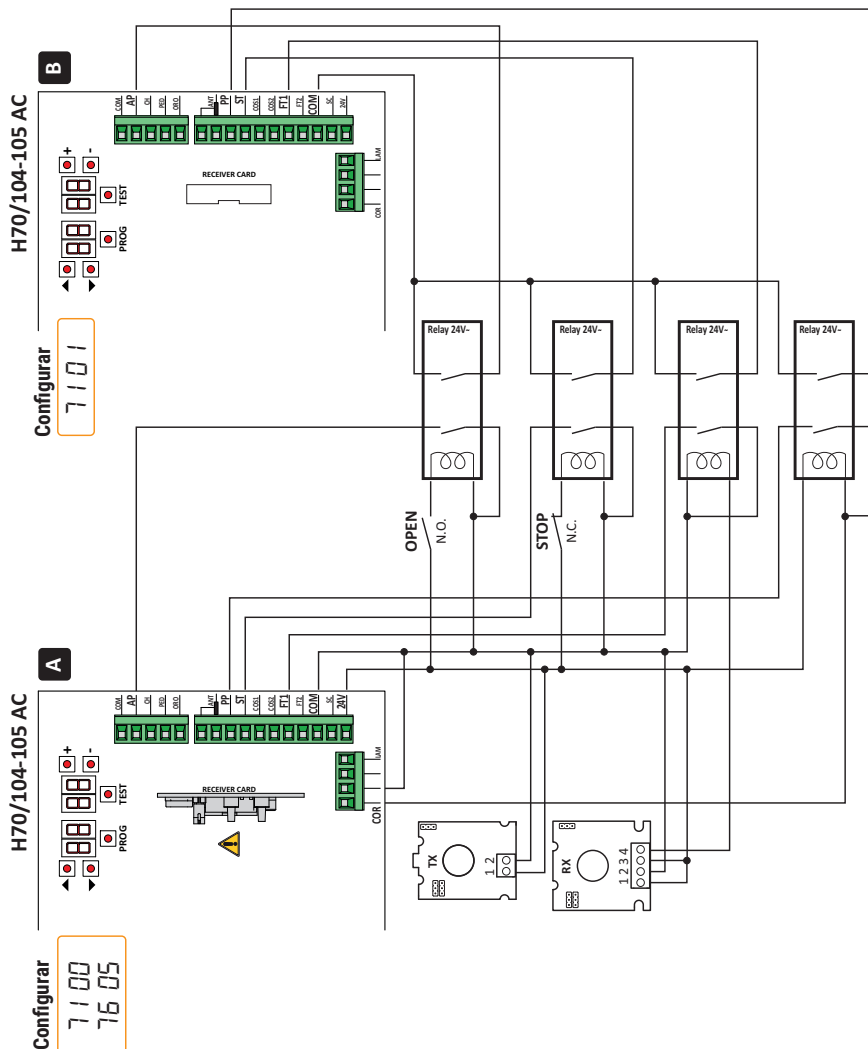 Configurar
71 00
76 05
H70/104-105 AC
A
PROG
TEST
+
-
RECEIVER CARD
COM
AP
CH
PED
ORO
ANT
PP
ST
COS1
COS2
FT1
FT2
COM
SC
24V
COR
LAM
TX
1 2
RX
1 2 3 4
OPEN
N.O.
STOP
N.C.
Relay 24V~
Relay 24V~
Relay 24V~
Relay 24V~
Configurar
71 01
H70/104-105 AC
B
PROG
TEST
+
-
RECEIVER CARD
COM
AP
CH
PED
ORO
ANT
PP
ST
COS1
COS2
FT1
FT2
COM
SC
24V
COR
LAM